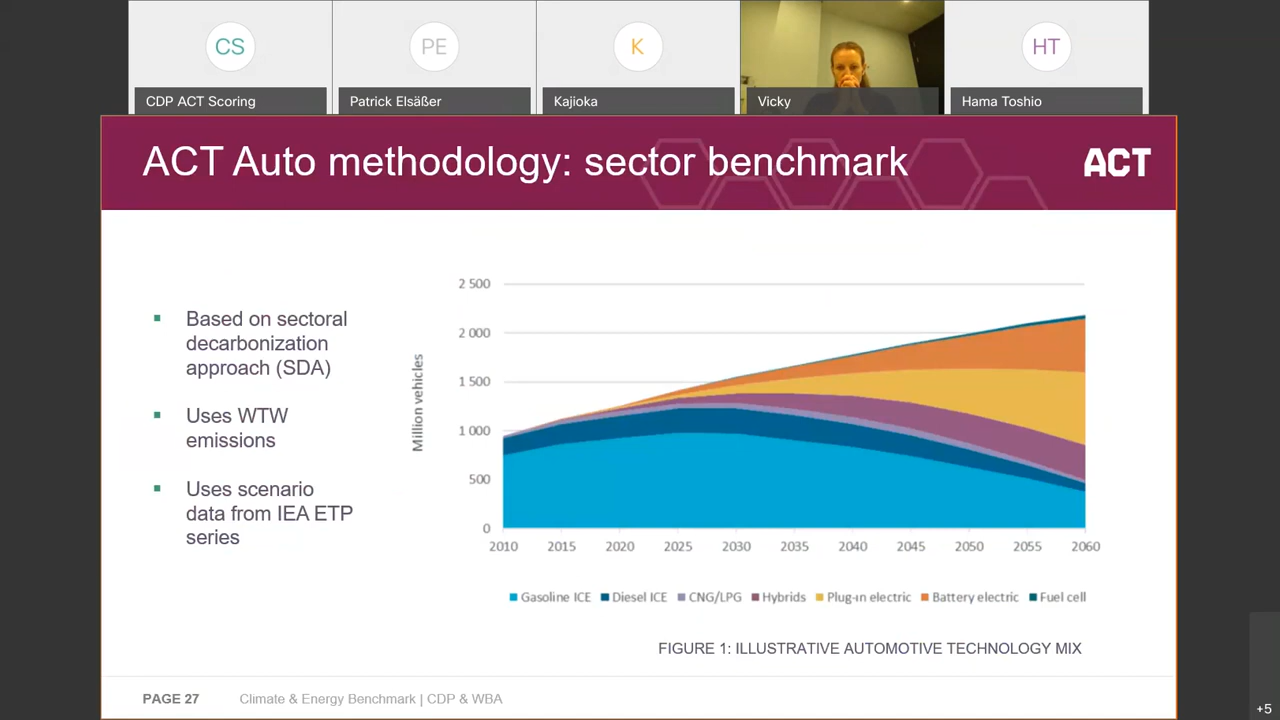 CS
PE
K
HT
CDP ACT Scoring
Patrick Elsäßer
Kajioka
Vicky
Hama Toshio
ACT Auto methodology: sector benchmark
ACT
Based on sectoral
decarbonization
approach (SDA)
Uses WTW
emissions
Uses scenario
data from IEA ETP
series
Million vehicles
2 500
2 000
1 500
1 000
500
0
2010 2015 2020 2025 2030 2035 2040 2045 2050 2055 2060
Gasoline ICE Diesel ICE CNG/LPG Hybrids Plug-in electric Battery electric Fuel cell
FIGURE 1: ILLUSTRATIVE AUTOMOTIVE TECHNOLOGY MIX
PAGE 27 Climate & Energy Benchmark | CDP & WBA
+5